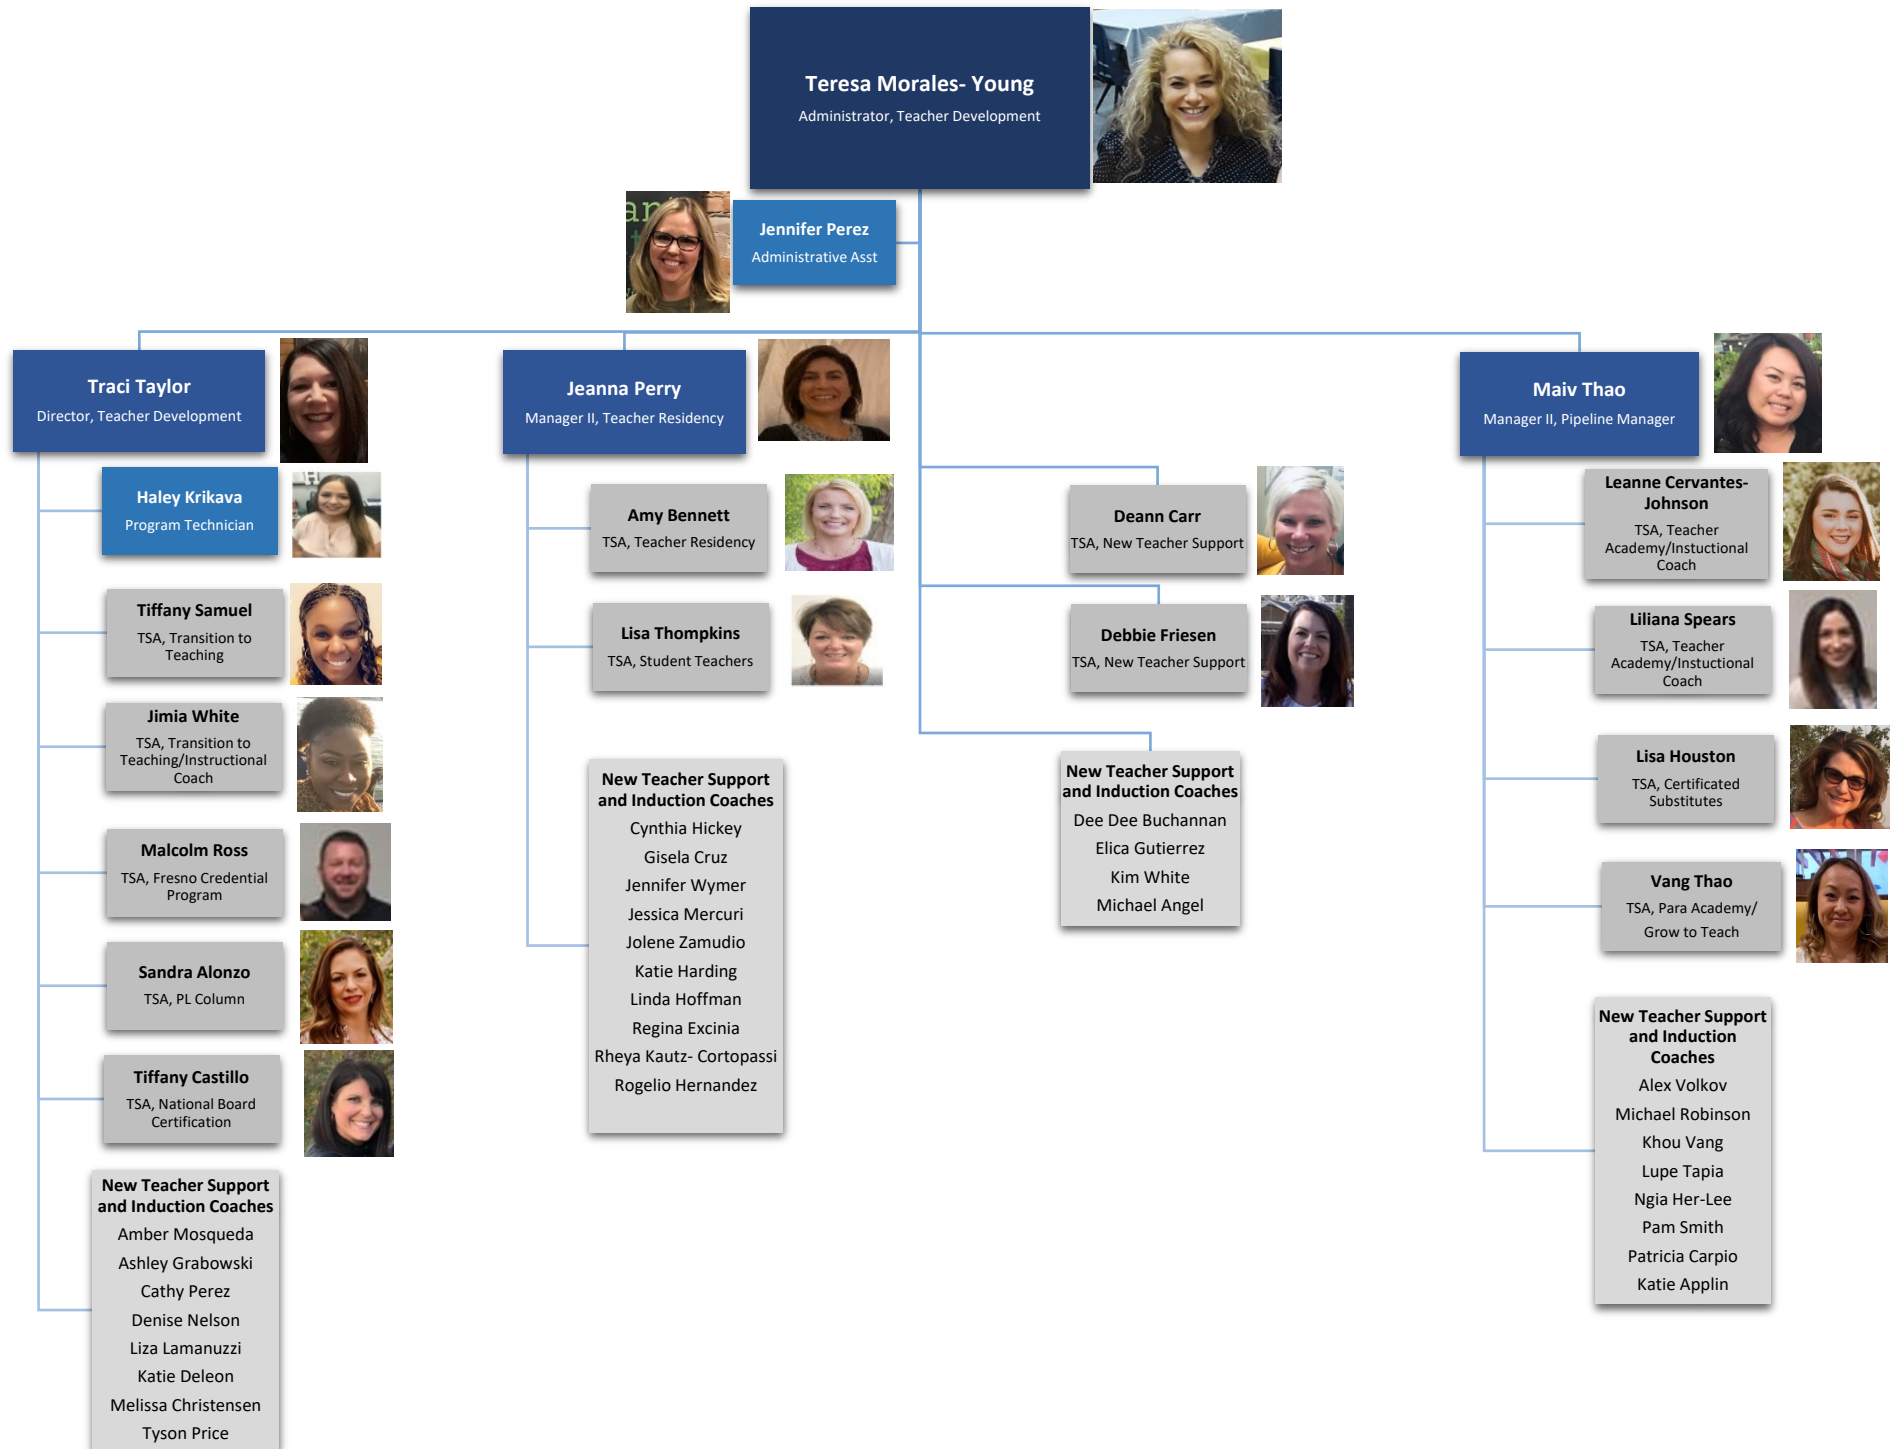 Teresa Morales- Young
Administrator, Teacher Development
Jennifer Perez
Administrative Asst
Traci Taylor
Director, Teacher Development
Haley Krikava
Program Technician
Tiffany Samuel
TSA, Transition to
Teaching
Jimia White
TSA, Transition to
Teaching/Instructional
Coach
Malcolm Ross
TSA, Fresno Credential
Program
Sandra Alonzo
TSA, PL Column
Tiffany Castillo
TSA, National Board
Certification
New Teacher Support
and Induction Coaches
Amber Mosqueda
Ashley Grabowski
Cathy Perez
Denise Nelson
Liza Lamanuzzi
Katie Deleon
Melissa Christensen
Tyson Price
Jeanna Perry
Manager II, Teacher Residency
Amy Bennett
TSA, Teacher Residency
Lisa Thompkins
TSA, Student Teachers
New Teacher Support
and Induction Coaches
Cynthia Hickey
Gisela Cruz
Jennifer Wymer
Jessica Mercuri
Jolene Zamudio
Katie Harding
Linda Hoffman
Regina Excinia
Rheya Kautz- Cortopassi
Rogelio Hernandez
Deann Carr
TSA, New Teacher Support
Debbie Friesen
TSA, New Teacher Support
New Teacher Support
and Induction Coaches
Dee Dee Buchannan
Elica Gutierrez
Kim White
Michael Angel
Maiv Thao
Manager II, Pipeline Manager
Leanne Cervantes-
Johnson
TSA, Teacher
Academy/Instuctional
Coach
Liliana Spears
TSA, Teacher
Academy/Instuctional
Coach
Lisa Houston
TSA, Certificated
Substitutes
Vang Thao
TSA, Para Academy/
Grow to Teach
New Teacher Support
and Induction
Coaches
Alex Volkov
Michael Robinson
Khou Vang
Lupe Tapia
Ngia Her-Lee
Pam Smith
Patricia Carpio
Katie Applin